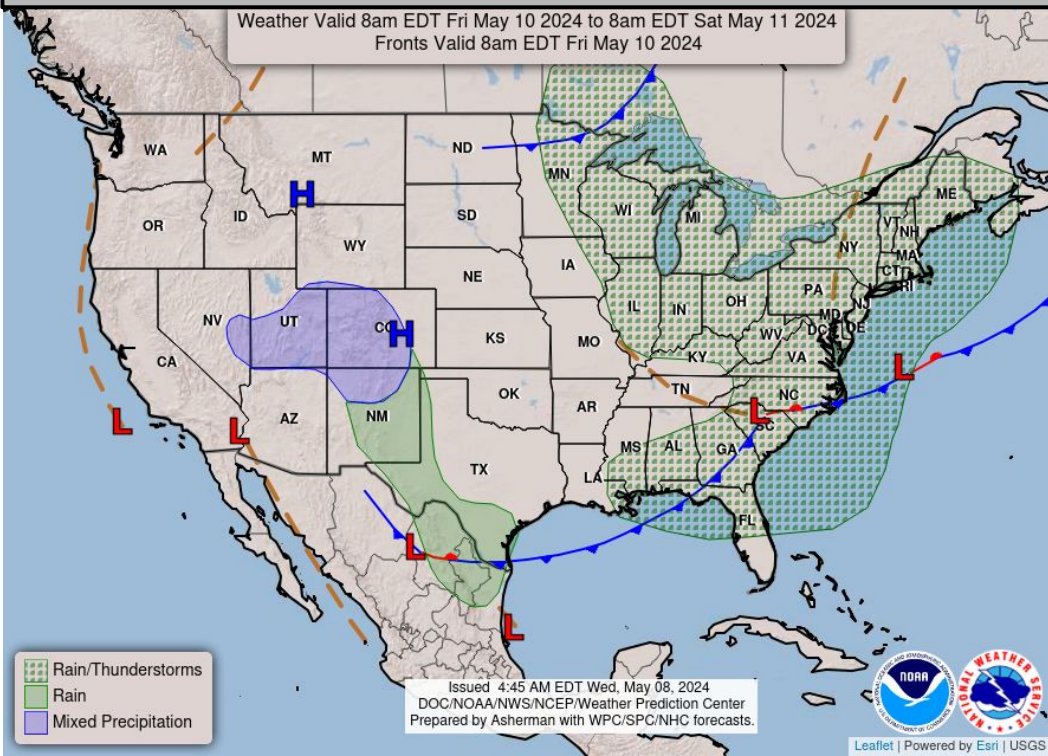 Weather Valid 8am EDT Fri May 10 2024 to 8am EDT Sat May 11 2024
Fronts Valid 8am EDT Fri May 10 2024
WA
MT
ND
MN
ME
OR
ID
SD
WI
MI
VT
NH
WY
NY
MA
CT
RI
NE
IA
PA
NJ
NV
UT
CO
IL
IN
OH
MD
DC
DE
KS
MO
WV
VA
CA
KY
OK
TN
NC
AZ
NM
AR
SC
MS
AL
GA
TX
LA
FL
H
H
L
L
L
L
L
L
Rain/Thunderstorms
Rain
Mixed Precipitation
Issued 4:45 AM EDT Wed, May 08, 2024
DOC/NOAA/NWS/NCEP/Weather Prediction Center
Prepared by Asherman with WPC/SPC/NHC forecasts.
NOAA
NATIONAL WEATHER SERVICE
Leaflet | Powered by Esri | USGS